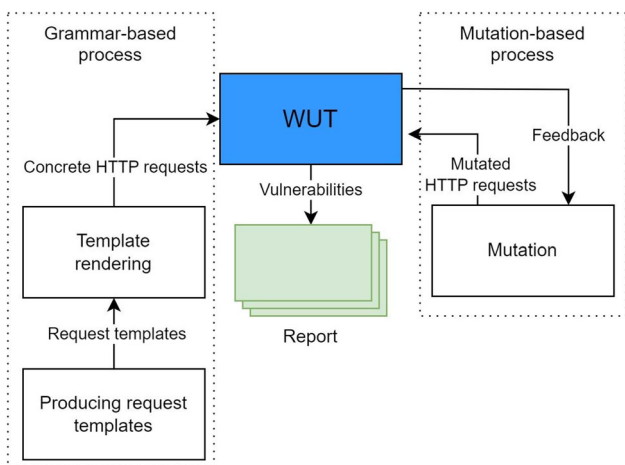 Grammar-based
process
Mutation-based
process
WUT
Feedback
Concrete HTTP requests
Mutated
HTTP requests
Vulnerabilities
Template
rendering
Mutation
Request templates
Report
Producing request
templates